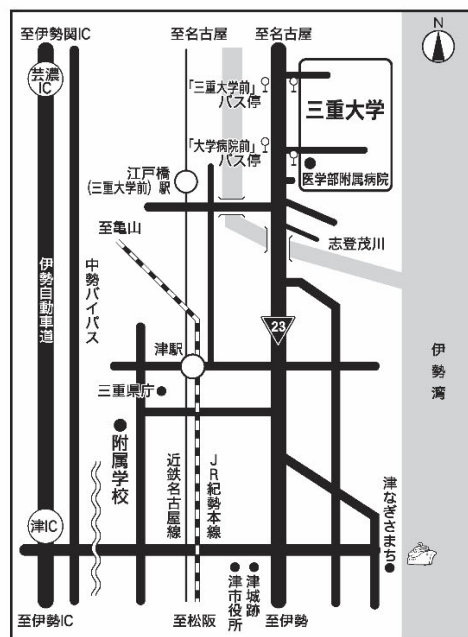 至伊勢関IC
至名古屋
至名古屋
N
芸濃
IC
「三重大学前」
バス停
三重大学
「大学病院前」
バス停
医学部附属病院
江戸橋
(三重大学前)駅
志登茂川
至亀山
伊勢自動車道
中勢バイパス
23
伊勢湾
津駅
三重県庁
附属学校
近鉄名古屋線
JR紀勢本線
津なぎさまち
津IC
津市役所
津城跡
至伊勢IC
至松阪
至伊勢